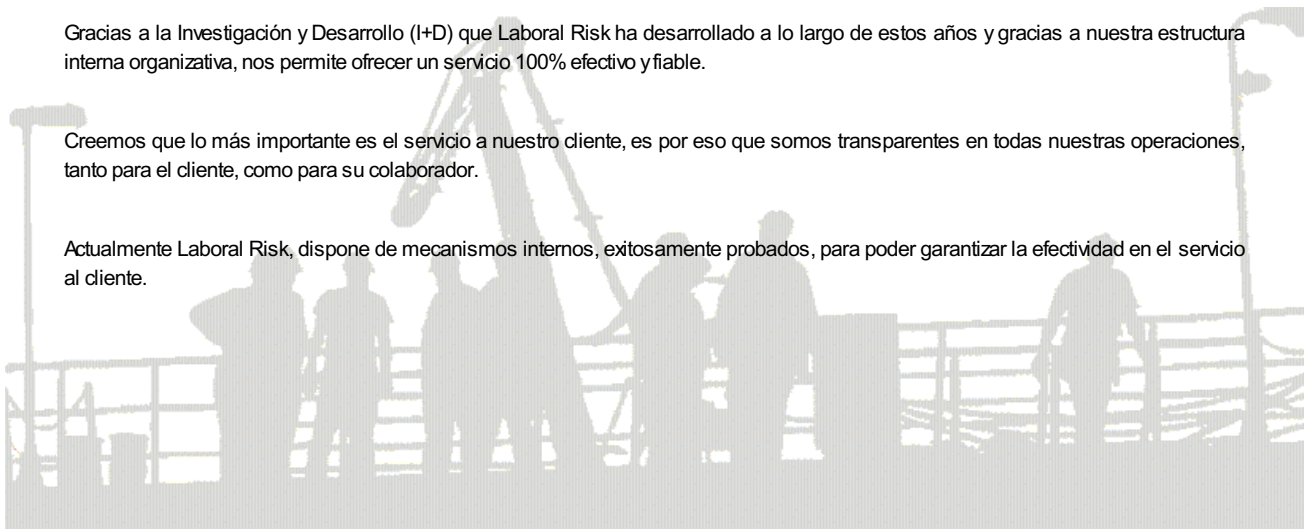 Gracias a la Investigación y Desarrollo (I+D) que Laboral Risk ha desarrollado a lo largo de estos años y gracias a nuestra estructura
interna organizativa, nos permite ofrecer un servicio 100% efectivo y fiable.
Creemos que lo más importante es el servicio a nuestro cliente, es por eso que somos transparentes en todas nuestras operaciones,
tanto para el cliente, como para su colaborador.
Actualmente Laboral Risk, dispone de mecanismos internos, exitosamente probados, para poder garantizar la efectividad en el servicio
al cliente.